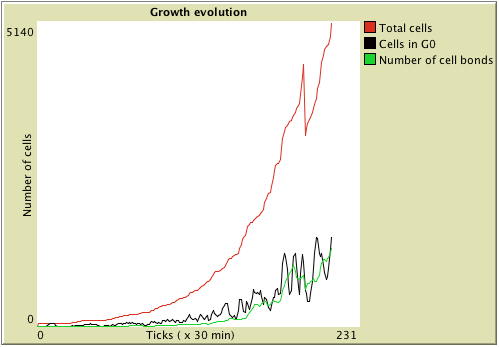 Growth evolution
5140
Number of cells
0
0
Ticks ( x 30 min)
231
Total cells
Cells in G0
Number of cell bonds